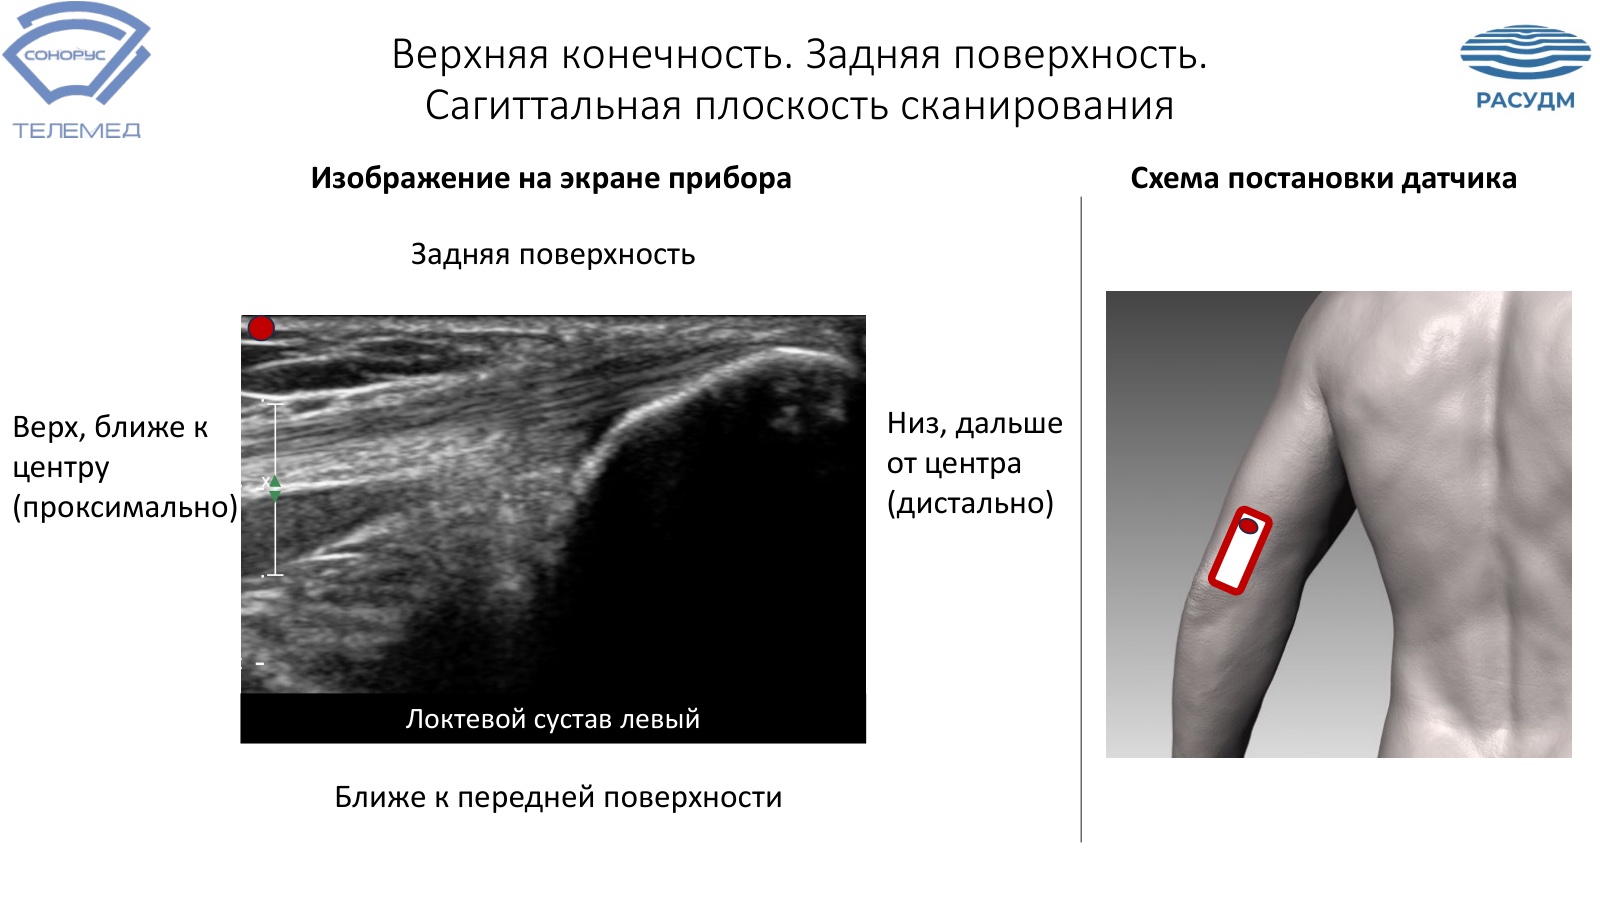 СОНОРУС
ТЕЛЕМЕД
Верхняя конечность. Задняя поверхность.
Сагиттальная плоскость сканирования
РАСУДМ
Изображение на экране прибора
Схема постановки датчика
Задняя поверхность
Верх, ближе к
центру
(проксимально)
Низ, дальше
от центра
(дистально)
Локтевой сустав левый
Ближе к передней поверхности